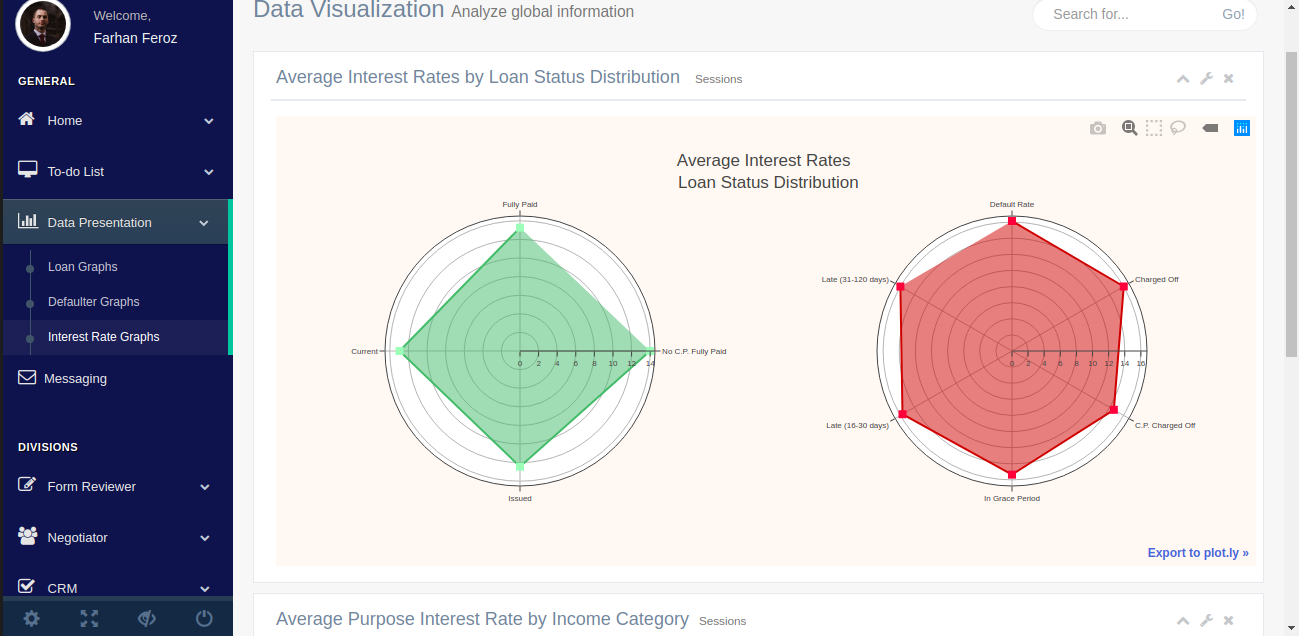 Welcome,
Farhan Feroz
GENERAL
Home
To-do List
Data Presentation
Loan Graphs
Defaulter Graphs
Interest Rate Graphs
Messaging
DIVISIONS
Form Reviewer
Negotiator
CRM
Data Visualization Analyze global information
Search for... Go!
Average Interest Rates by Loan Status Distribution Sessions
Average Interest Rates
Loan Status Distribution
Fully Paid
Current
No C.P. Fully Paid
0 2 4 6 8 10 12 14
Issued
Default Rate
Late (31-120 days)
Charged Off
0 2 4 6 8 10 12 14 16
Late (16-30 days)
C.P. Charged Off
In Grace Period
Export to plot.ly »
Average Purpose Interest Rate by Income Category Sessions